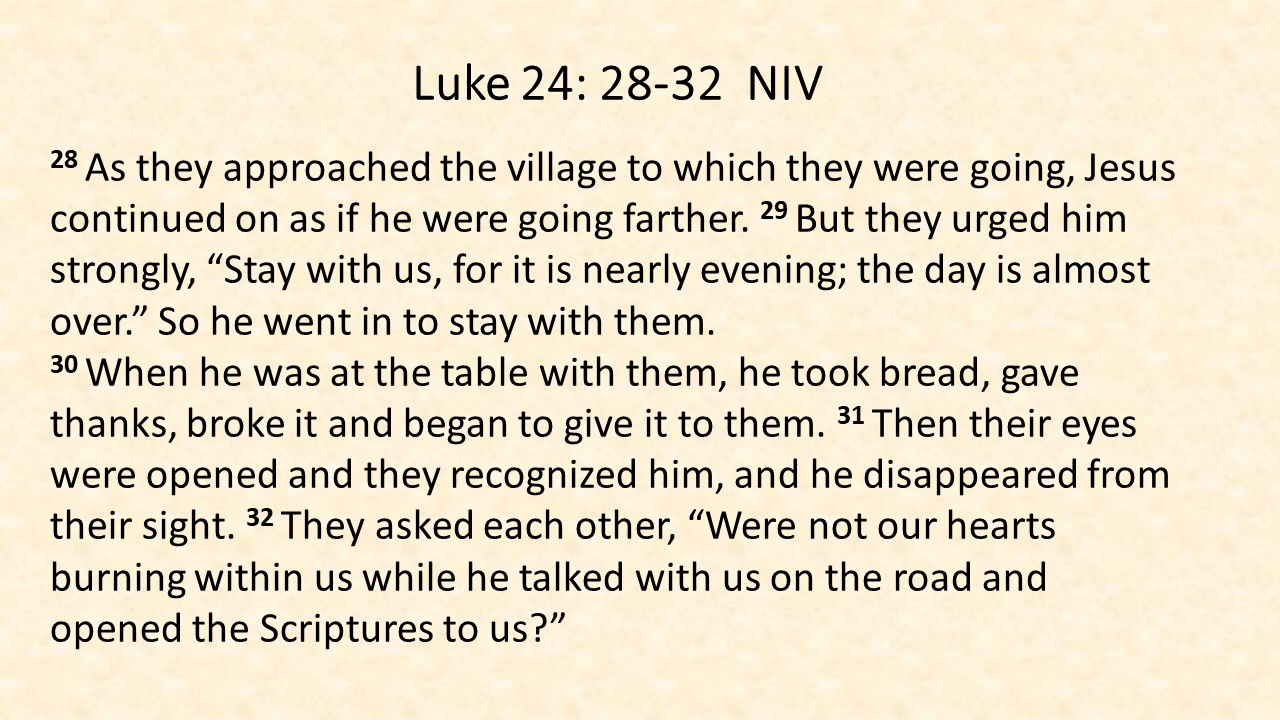 Luke 24: 28-32  NIV
28 As they approached the village to which they were going, Jesus
continued on as if he were going farther. 29 But they urged him
strongly, “Stay with us, for it is nearly evening; the day is almost
over.” So he went in to stay with them.
30 When he was at the table with them, he took bread, gave
thanks, broke it and began to give it to them. 31 Then their eyes
were opened and they recognized him, and he disappeared from
their sight. 32 They asked each other, “Were not our hearts
burning within us while he talked with us on the road and
opened the Scriptures to us?”